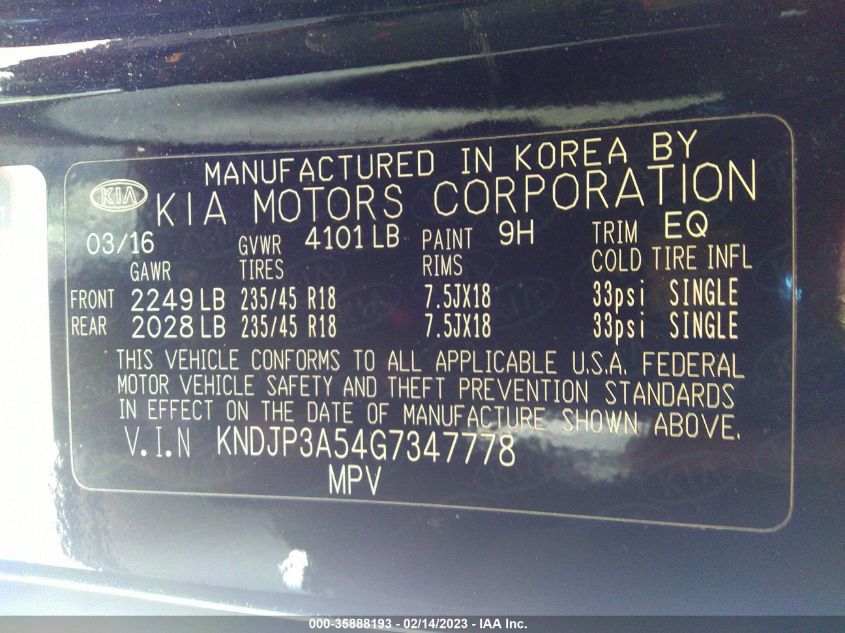 MANUFACTURED IN KOREA BY
KIA KIA MOTORS CORPORATION
03/16 GVWR 4101 LB PAINT 9H TRIM EQ
GAWR TIRES RIMS COLD TIRE INFL
FRONT 2249 LB 235/45 R18 7.5JX18 33psi SINGLE
REAR 2028 LB 235/45 R18 7.5JX18 33psi SINGLE
THIS VEHICLE CONFORMS TO ALL APPLICABLE U.S.A. FEDERAL
MOTOR VEHICLE SAFETY AND THEFT PREVENTION STANDARDS
IN EFFECT ON THE DATE OF MANUFACTURE SHOWN ABOVE.
V.I.N KNDJP3A54G7347778
MPV
000-35888193 - 02/14/2023 - IAA Inc.